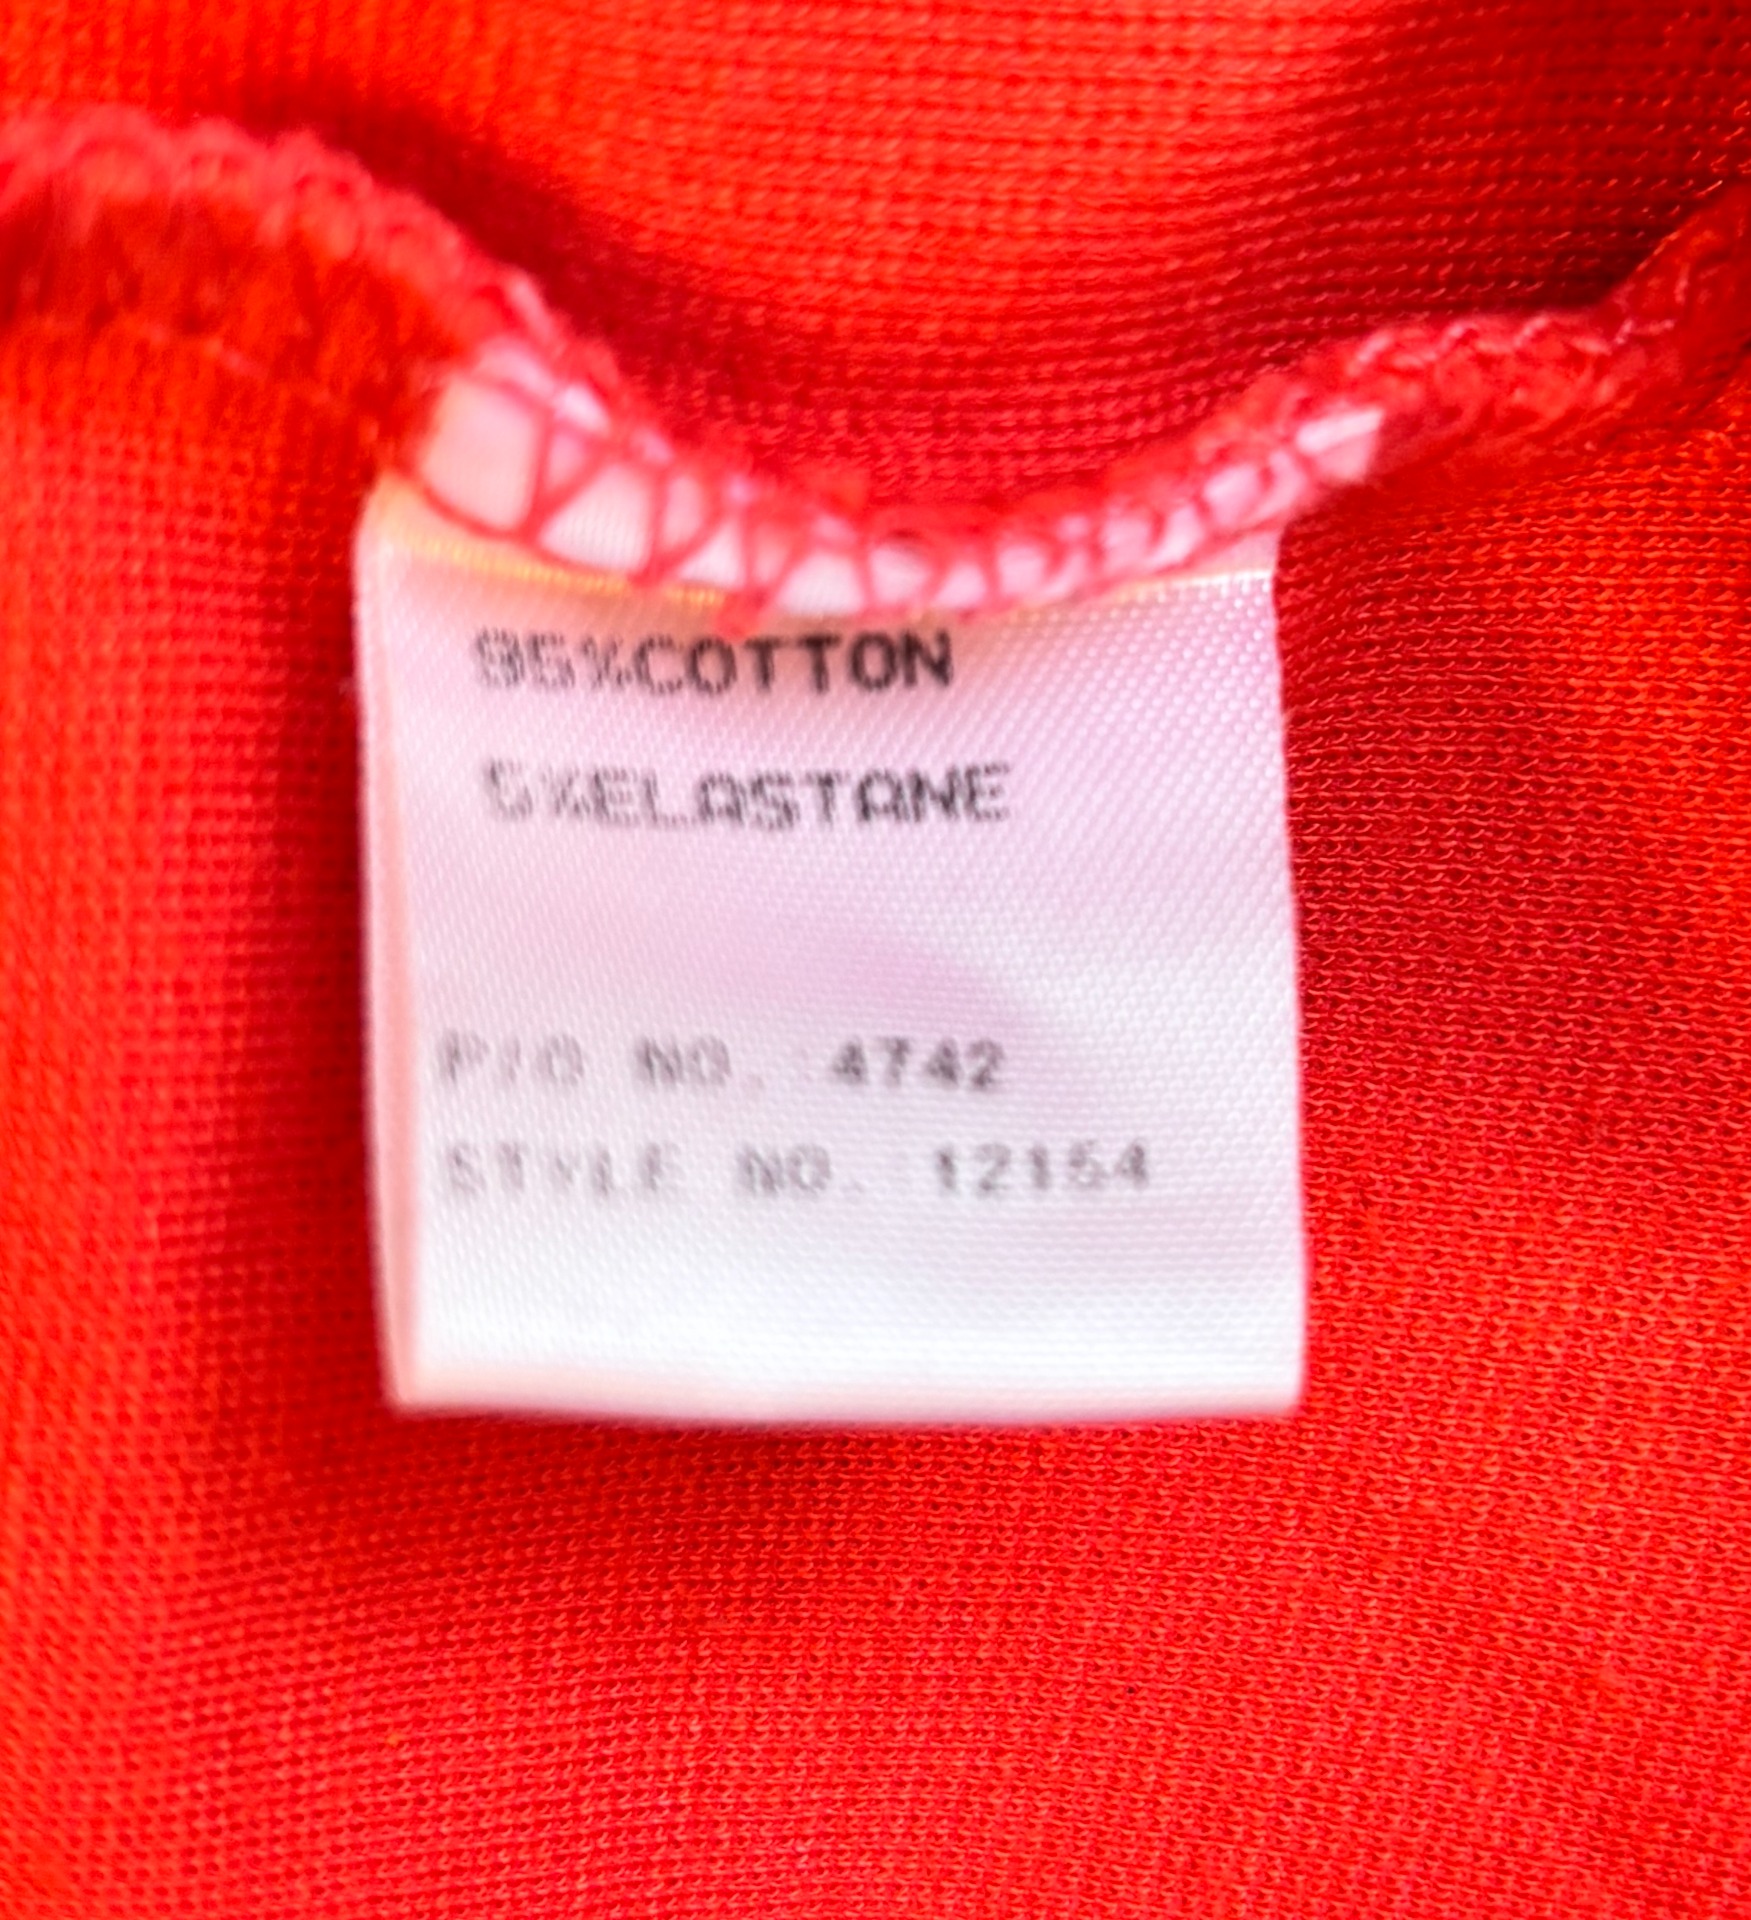 95%COTTON
5%ELASTANE
P/O NO. 4742
STYLE NO. 12154